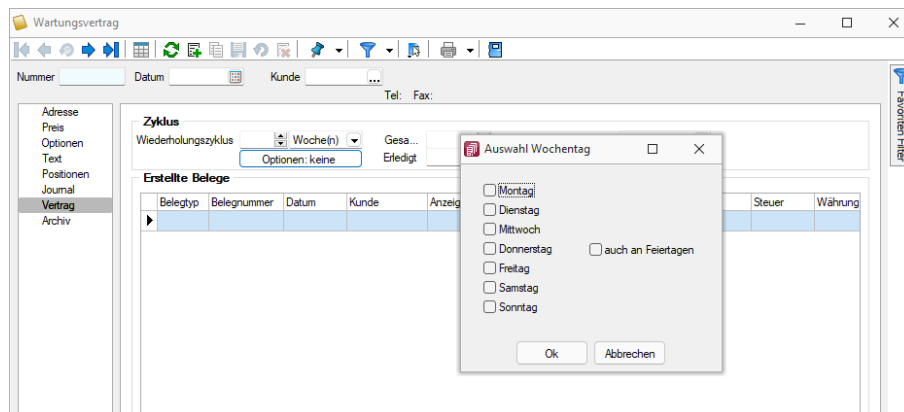 Wartungsvertrag
Nummer Datum Kunde ...
Tel: Fax:
Favoriten Filter
Adresse
Preis
Optionen
Text
Positionen
Journal
Vertrag
Archiv
Zyklus
Wiederholungszyklus Woche(n) Gesa...
Optionen: keine Erledigt
Erstellte Belege
Belegtyp Belegnummer Datum Kunde Anzeig Steuer Währung
Auswahl Wochentag
Montag
Dienstag
Mittwoch
Donnerstag auch an Feiertagen
Freitag
Samstag
Sonntag
Ok Abbrechen